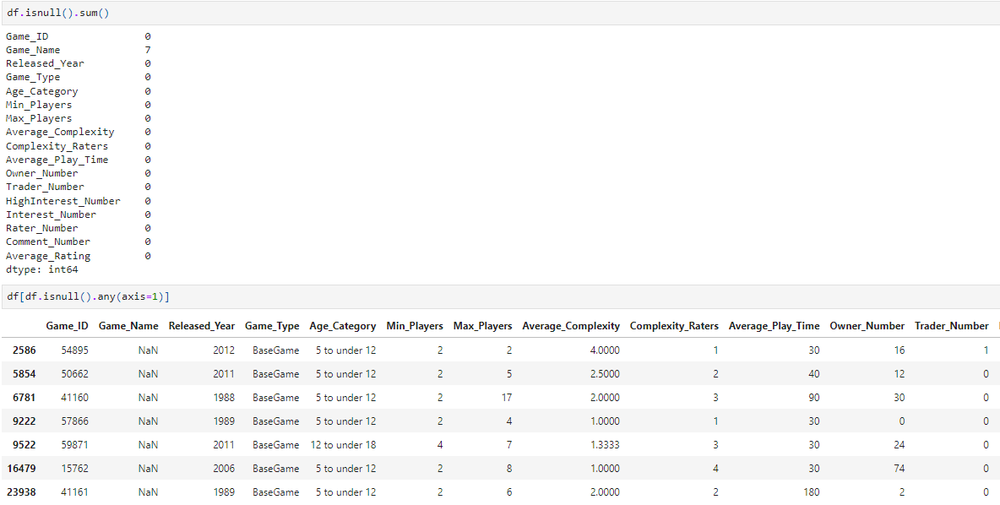 df.isnull().sum()
Game_ID 0
Game_Name 7
Released_Year 0
Game_Type 0
Age_Category 0
Min_Players 0
Max_Players 0
Average_Complexity 0
Complexity_Raters 0
Average_Play_Time 0
Owner_Number 0
Trader_Number 0
HighInterest_Number 0
Interest_Number 0
Rater_Number 0
Comment_Number 0
Average_Rating 0
dtype: int64
df[df.isnull().any(axis=1)]
Game_ID Game_Name Released_Year Game_Type Age_Category Min_Players Max_Players Average_Complexity Complexity_Raters Average_Play_Time Owner_Number Trader_Number
2586 54895 NaN 2012 BaseGame 5 to under 12 2 2 4.0000 1 30 16 1
5854 50662 NaN 2011 BaseGame 5 to under 12 2 5 2.5000 2 40 12 0
6781 41160 NaN 1988 BaseGame 5 to under 12 2 17 2.0000 3 90 30 0
9222 57866 NaN 1989 BaseGame 5 to under 12 2 4 1.0000 1 30 0 0
9522 59871 NaN 2011 BaseGame 12 to under 18 4 7 1.3333 3 30 24 0
16479 15762 NaN 2006 BaseGame 5 to under 12 2 8 1.0000 4 30 74 0
23938 41161 NaN 1989 BaseGame 5 to under 12 2 6 2.0000 2 180 2 0